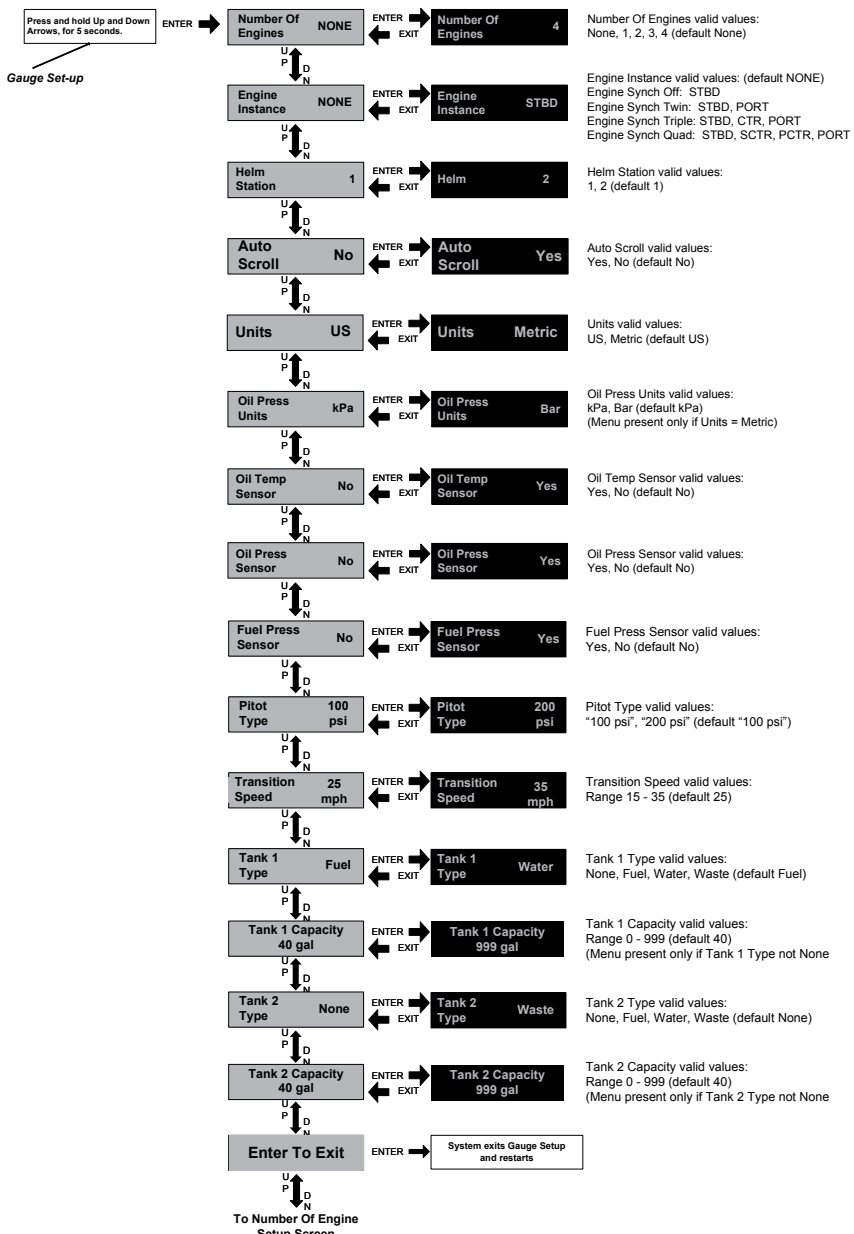 Press and hold Up and Down
Arrows, for 5 seconds.
ENTER
Gauge Set-up
Number Of
Engines
NONE
ENTER
EXIT
Number Of
Engines
4
Number Of Engines valid values:
None, 1, 2, 3, 4 (default None)
U
P
D
N
Engine
Instance
NONE
ENTER
EXIT
Engine
Instance
STBD
Engine Instance valid values: (default NONE)
Engine Synch Off: STBD
Engine Synch Twin: STBD, PORT
Engine Synch Triple: STBD, CTR, PORT
Engine Synch Quad: STBD, SCTR, PCTR, PORT
U
P
D
N
Helm
Station
1
ENTER
EXIT
Helm
2
Helm Station valid values:
1, 2 (default 1)
U
P
D
N
Auto
Scroll
No
ENTER
EXIT
Auto
Scroll
Yes
Auto Scroll valid values:
Yes, No (default No)
U
P
D
N
Units
US
ENTER
EXIT
Units
Metric
Units valid values:
US, Metric (default US)
U
P
D
N
Oil Press
Units
kPa
ENTER
EXIT
Oil Press
Units
Bar
Oil Press Units valid values:
kPa, Bar (default kPa)
(Menu present only if Units = Metric)
U
P
D
N
Oil Temp
Sensor
No
ENTER
EXIT
Oil Temp
Sensor
Yes
Oil Temp Sensor valid values:
Yes, No (default No)
U
P
D
N
Oil Press
Sensor
No
ENTER
EXIT
Oil Press
Sensor
Yes
Oil Press Sensor valid values:
Yes, No (default No)
U
P
D
N
Fuel Press
Sensor
No
ENTER
EXIT
Fuel Press
Sensor
Yes
Fuel Press Sensor valid values:
Yes, No (default No)
U
P
D
N
Pitot
Type
100
psi
ENTER
EXIT
Pitot
Type
200
psi
Pitot Type valid values:
“100 psi”, “200 psi” (default “100 psi”)
U
P
D
N
Transition
Speed
25
mph
ENTER
EXIT
Transition
Speed
35
mph
Transition Speed valid values:
Range 15 - 35 (default 25)
U
P
D
N
Tank 1
Type
Fuel
ENTER
EXIT
Tank 1
Type
Water
Tank 1 Type valid values:
None, Fuel, Water, Waste (default Fuel)
U
P
D
N
Tank 1 Capacity
40 gal
ENTER
EXIT
Tank 1 Capacity
999 gal
Tank 1 Capacity valid values:
Range 0 - 999 (default 40)
(Menu present only if Tank 1 Type not None
U
P
D
N
Tank 2
Type
None
ENTER
EXIT
Tank 2
Type
Waste
Tank 2 Type valid values:
None, Fuel, Water, Waste (default None)
U
P
D
N
Tank 2 Capacity
40 gal
ENTER
EXIT
Tank 2 Capacity
999 gal
Tank 2 Capacity valid values:
Range 0 - 999 (default 40)
(Menu present only if Tank 2 Type not None
U
P
D
N
Enter To Exit
ENTER
System exits Gauge Setup
and restarts
U
P
D
N
To Number Of Engine
Setup Screen